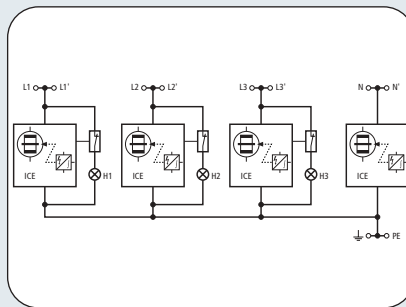 L1 L1' L2 L2' L3 L3' N N'
H1 H2 H3
ICE ICE ICE ICE
PE